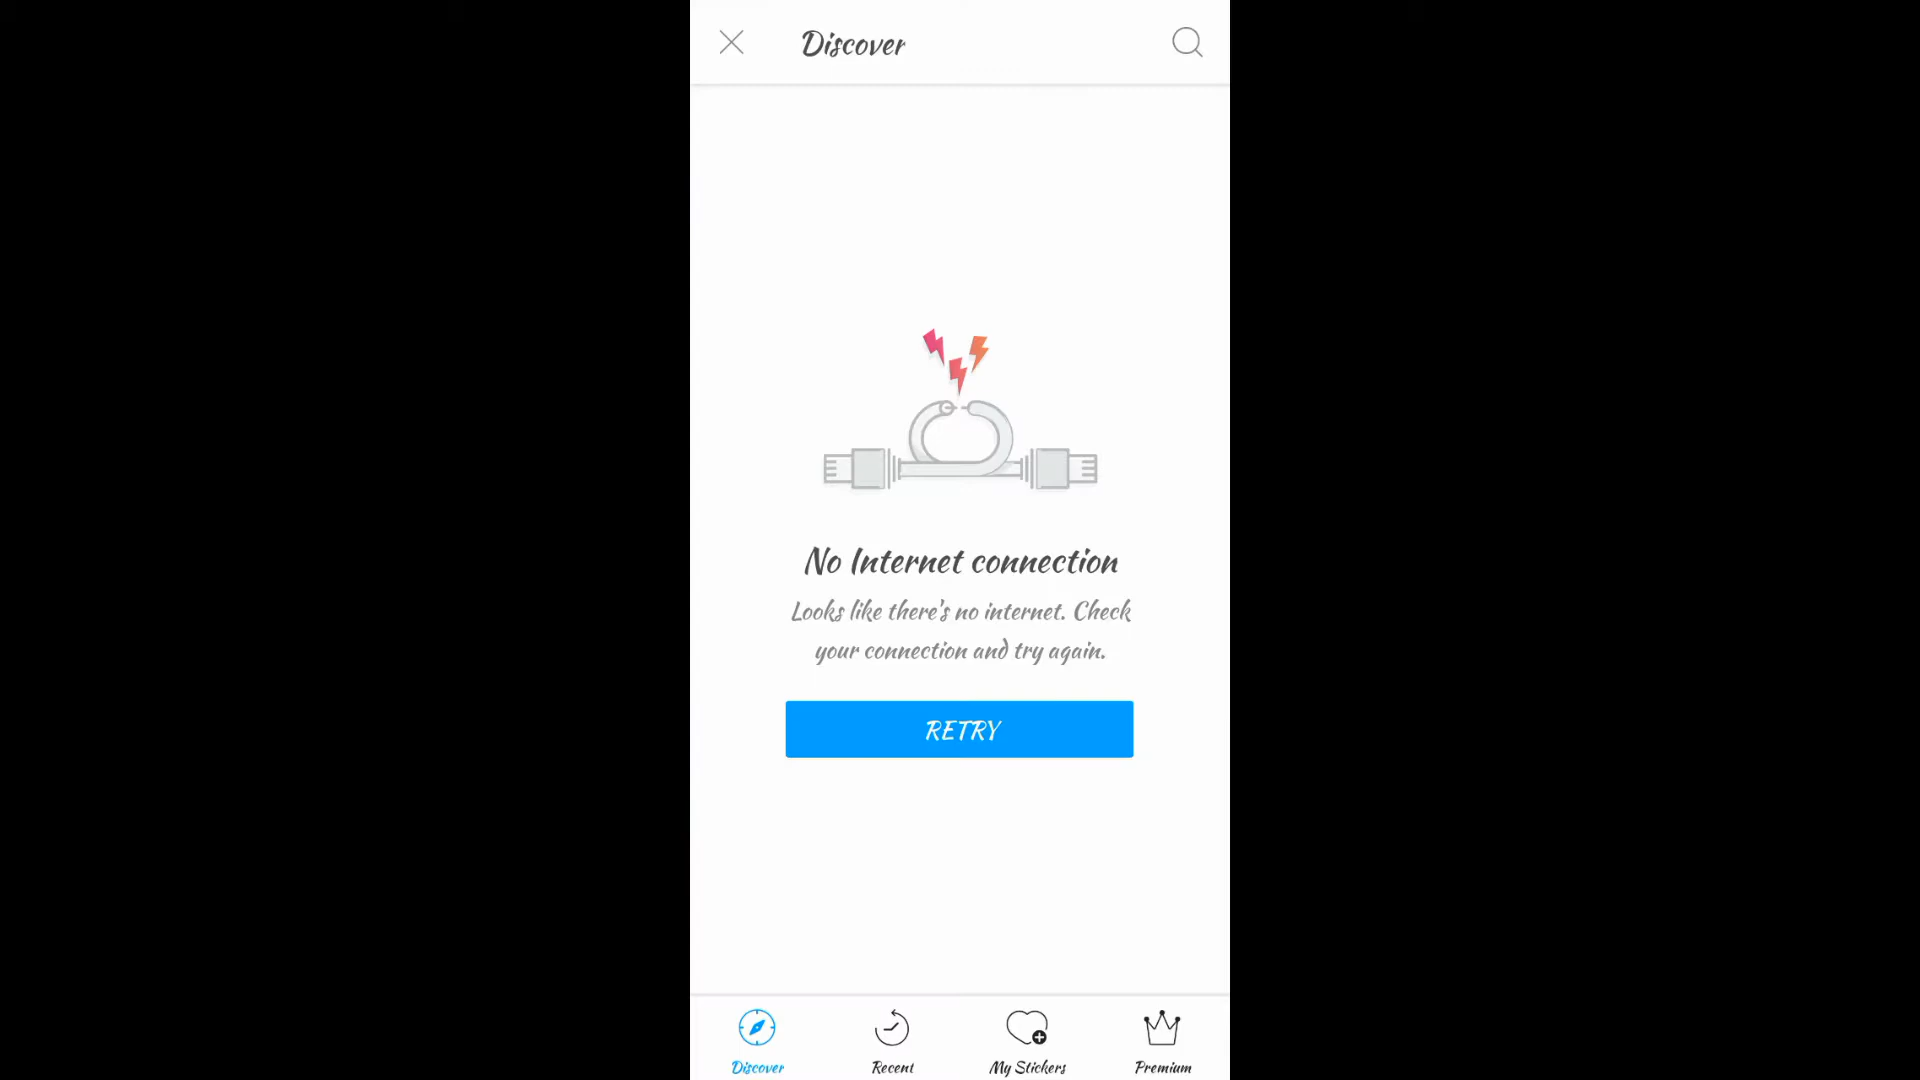 Discover
No Internet connection
Looks like there's no internet. Check
your connection and try again.
RETRY
Discover
Recent
My Stickers
Premium